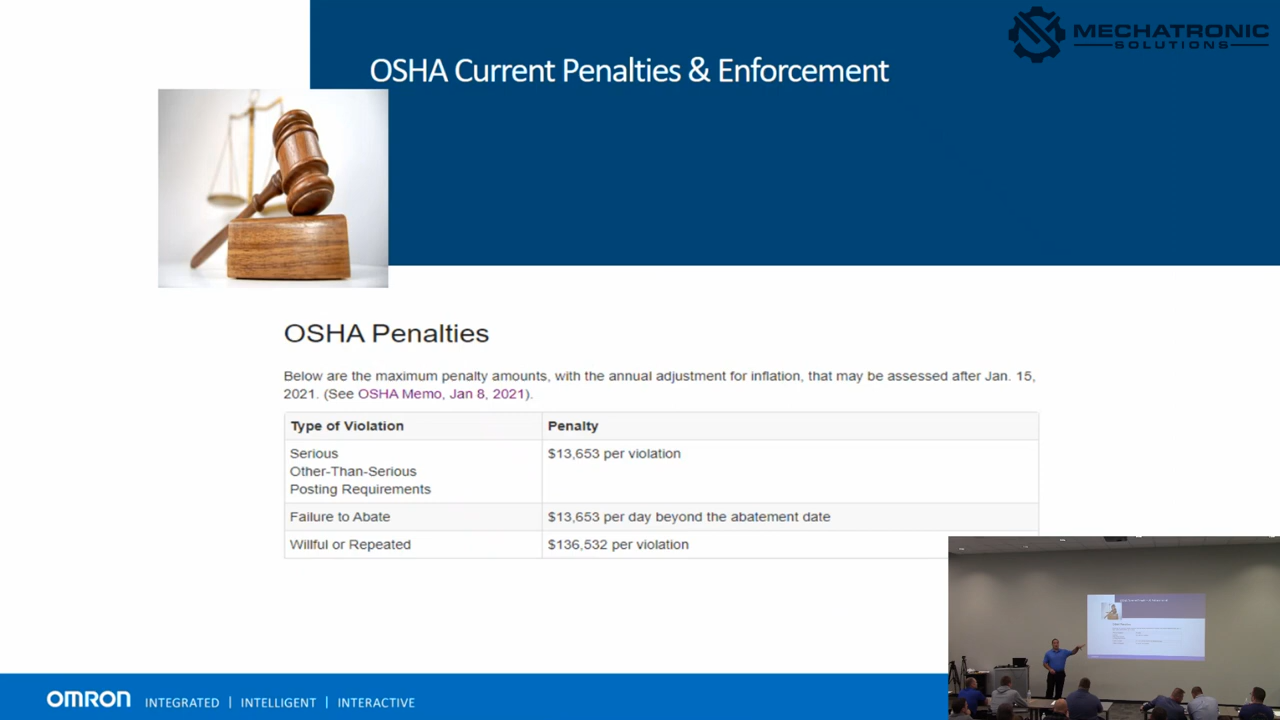 MECHATRONIC
SOLUTIONS
OSHA Current Penalties & Enforcement
OSHA Penalties
Below are the maximum penalty amounts, with the annual adjustment for inflation, that may be assessed after Jan. 15,
2021. (See OSHA Memo, Jan 8, 2021).
Type of Violation Penalty
Serious $13,653 per violation
Other-Than-Serious
Posting Requirements
Failure to Abate $13,653 per day beyond the abatement date
Willful or Repeated $136,532 per violation
OMRON INTEGRATED | INTELLIGENT | INTERACTIVE